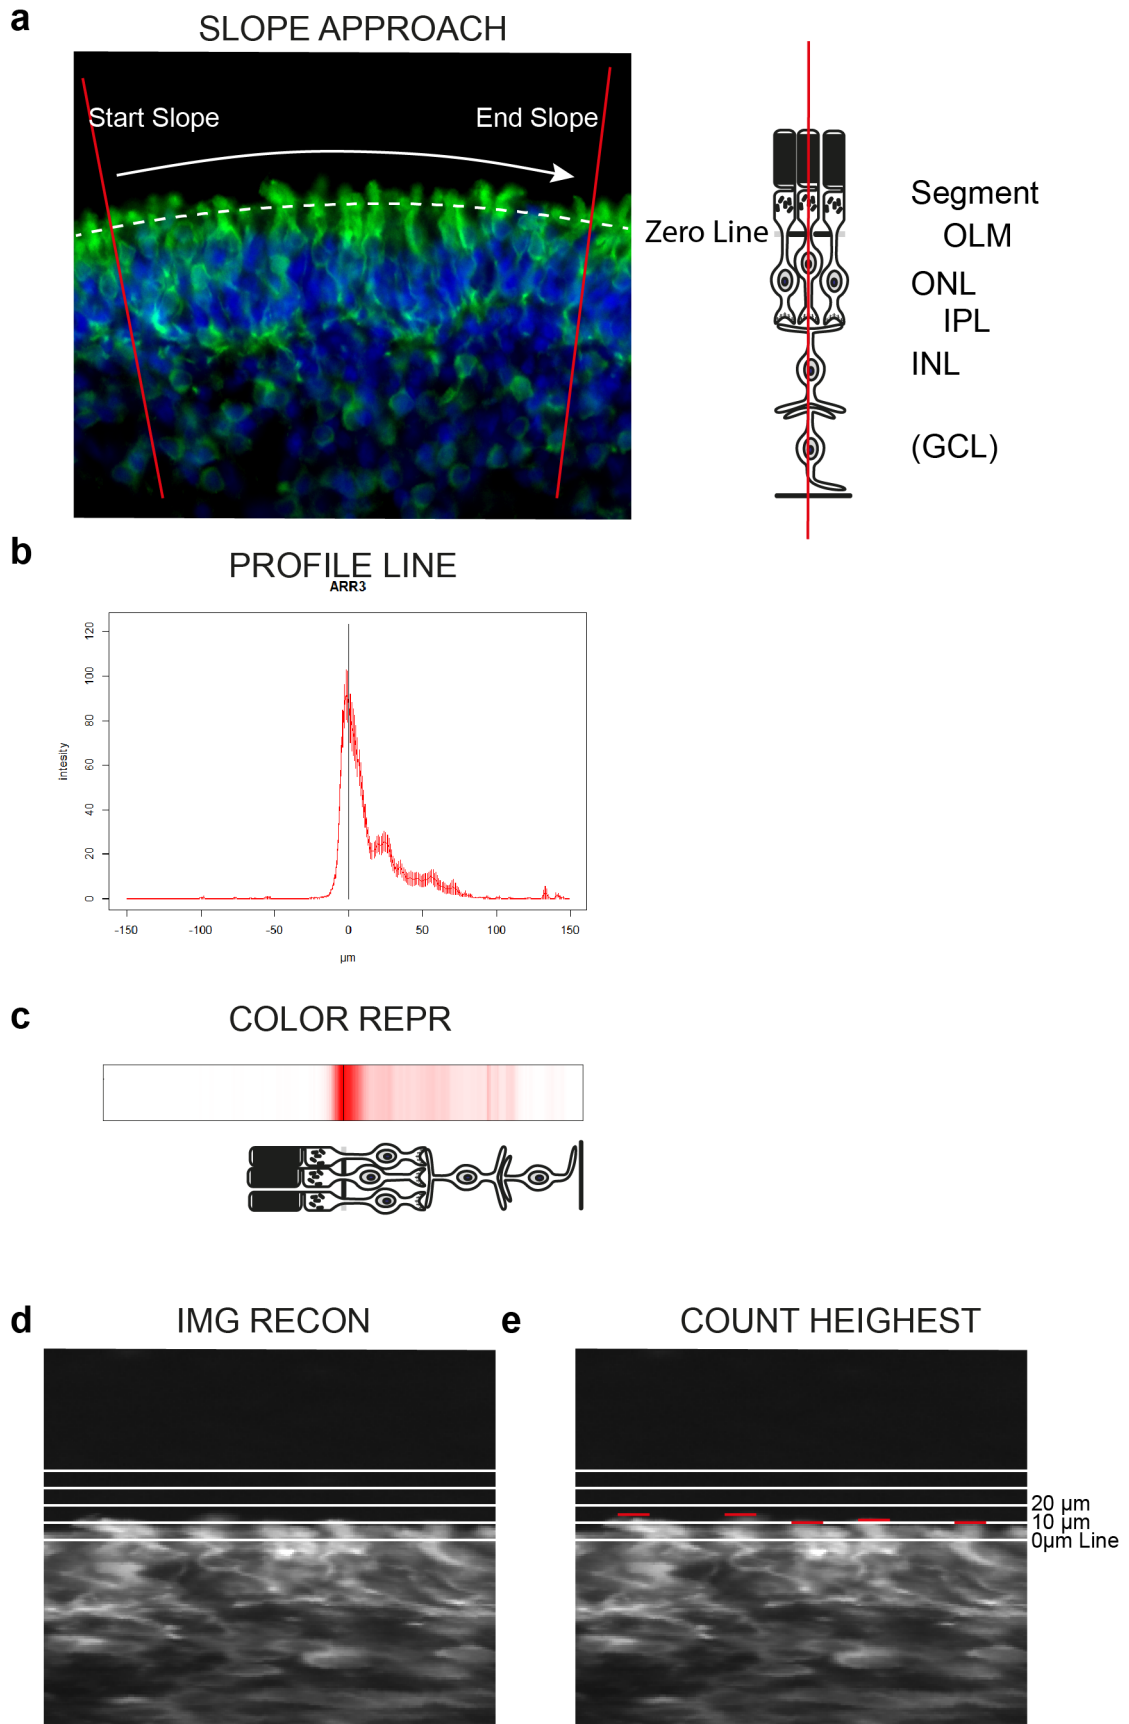 a
SLOPE APPROACH
Start Slope
End Slope
Zero Line
Segment
OLM
ONL
IPL
INL
(GCL)
b
PROFILE LINE
ARR3
intesity
120
100
80
60
40
20
0
-150
-100
-50
0
50
100
150
µm
c
COLOR REPR
d
IMG RECON
e
COUNT HEIGHEST
20 µm
10 µm
0µm Line